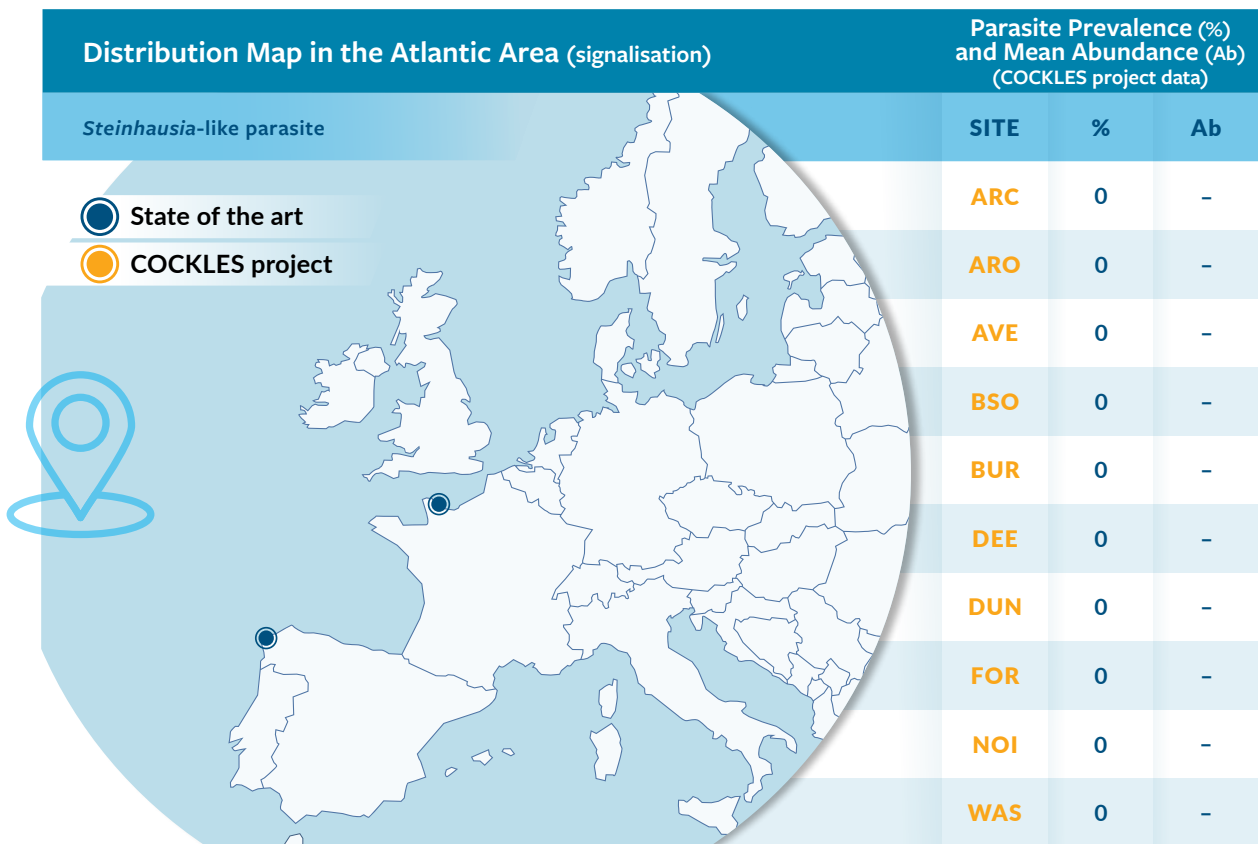 Distribution Map in the Atlantic Area (signalisation)
Parasite Prevalence (%)
and Mean Abundance (Ab)
(COCKLES project data)
Steinhausia-like parasite
SITE % Ab
State of the art
COCKLES project
ARC 0 –
ARO 0 –
AVE 0 –
BSO 0 –
BUR 0 –
DEE 0 –
DUN 0 –
FOR 0 –
NOI 0 –
WAS 0 –